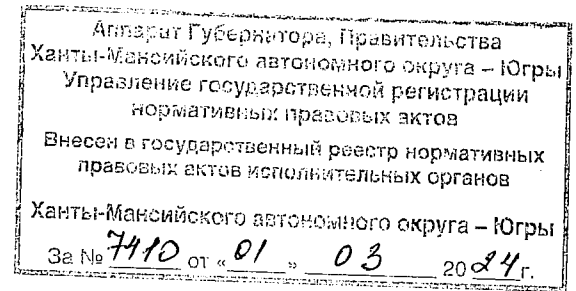 Аппарат Губернатора, Правительства
Ханты-Мансийского автономного округа – Югры
Управление государственной регистрации
нормативных правовых актов
Внесен в государственный реестр нормативных
правовых актов исполнительных органов
Ханты-Мансийского автономного округа – Югры
За № 7410 от «01» 03 2024г.